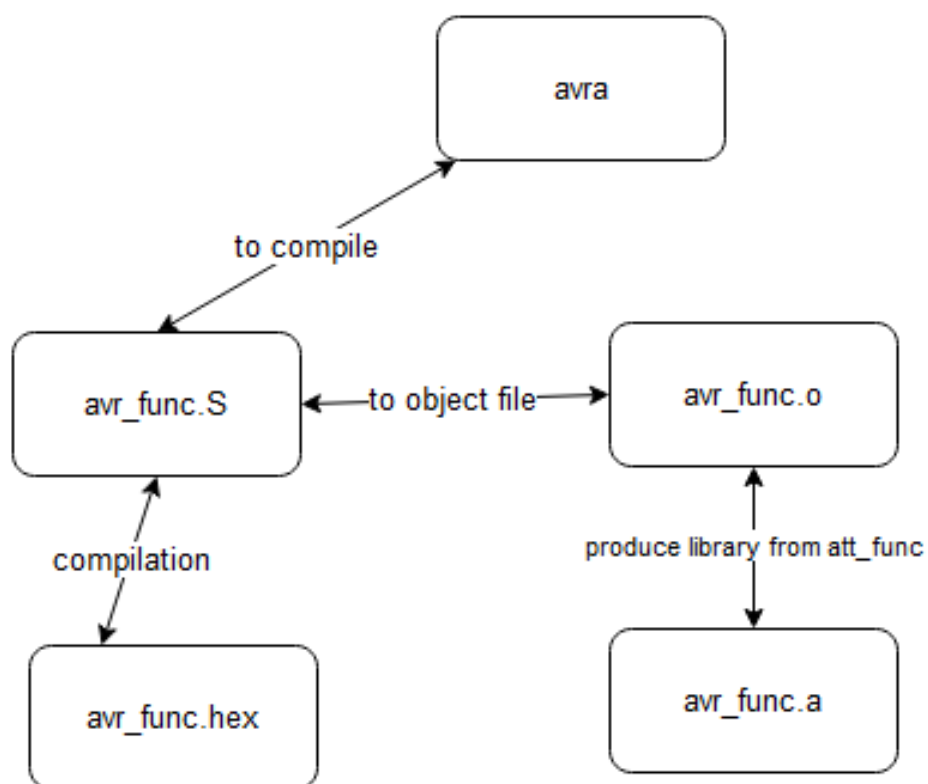 avra
to compile
avr_func.S
to object file
avr_func.o
compilation
produce library from att_func
avr_func.hex
avr_func.a